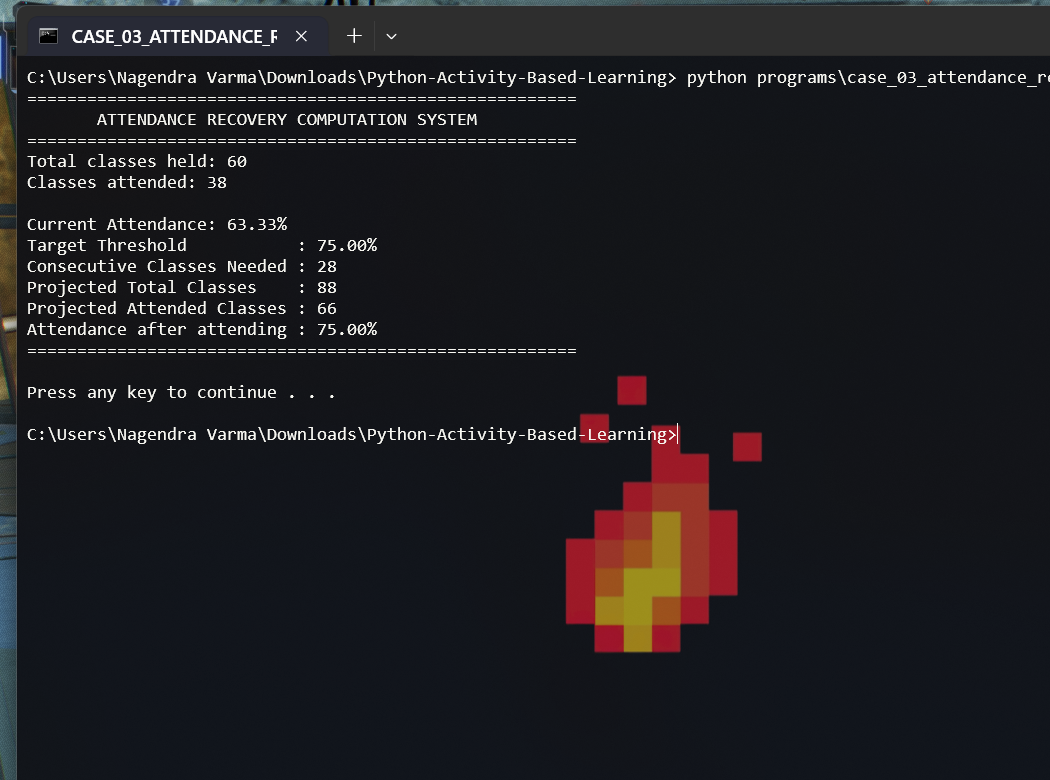 CASE_03_ATTENDANCE_F
C:\Users\Nagendra Varma\Downloads\Python-Activity-Based-Learning> python programs\case_03_attendance_re
=======================================================
ATTENDANCE RECOVERY COMPUTATION SYSTEM
=======================================================
Total classes held: 60
Classes attended: 38
Current Attendance: 63.33%
Target Threshold           : 75.00%
Consecutive Classes Needed : 28
Projected Total Classes    : 88
Projected Attended Classes : 66
Attendance after attending : 75.00%
=======================================================
Press any key to continue . . .
C:\Users\Nagendra Varma\Downloads\Python-Activity-Based-Learning>